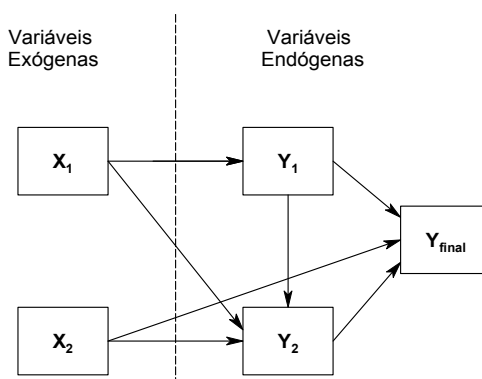 Variáveis
Exógenas
Variáveis
Endógenas
X1
Y1
Yfinal
X2
Y2